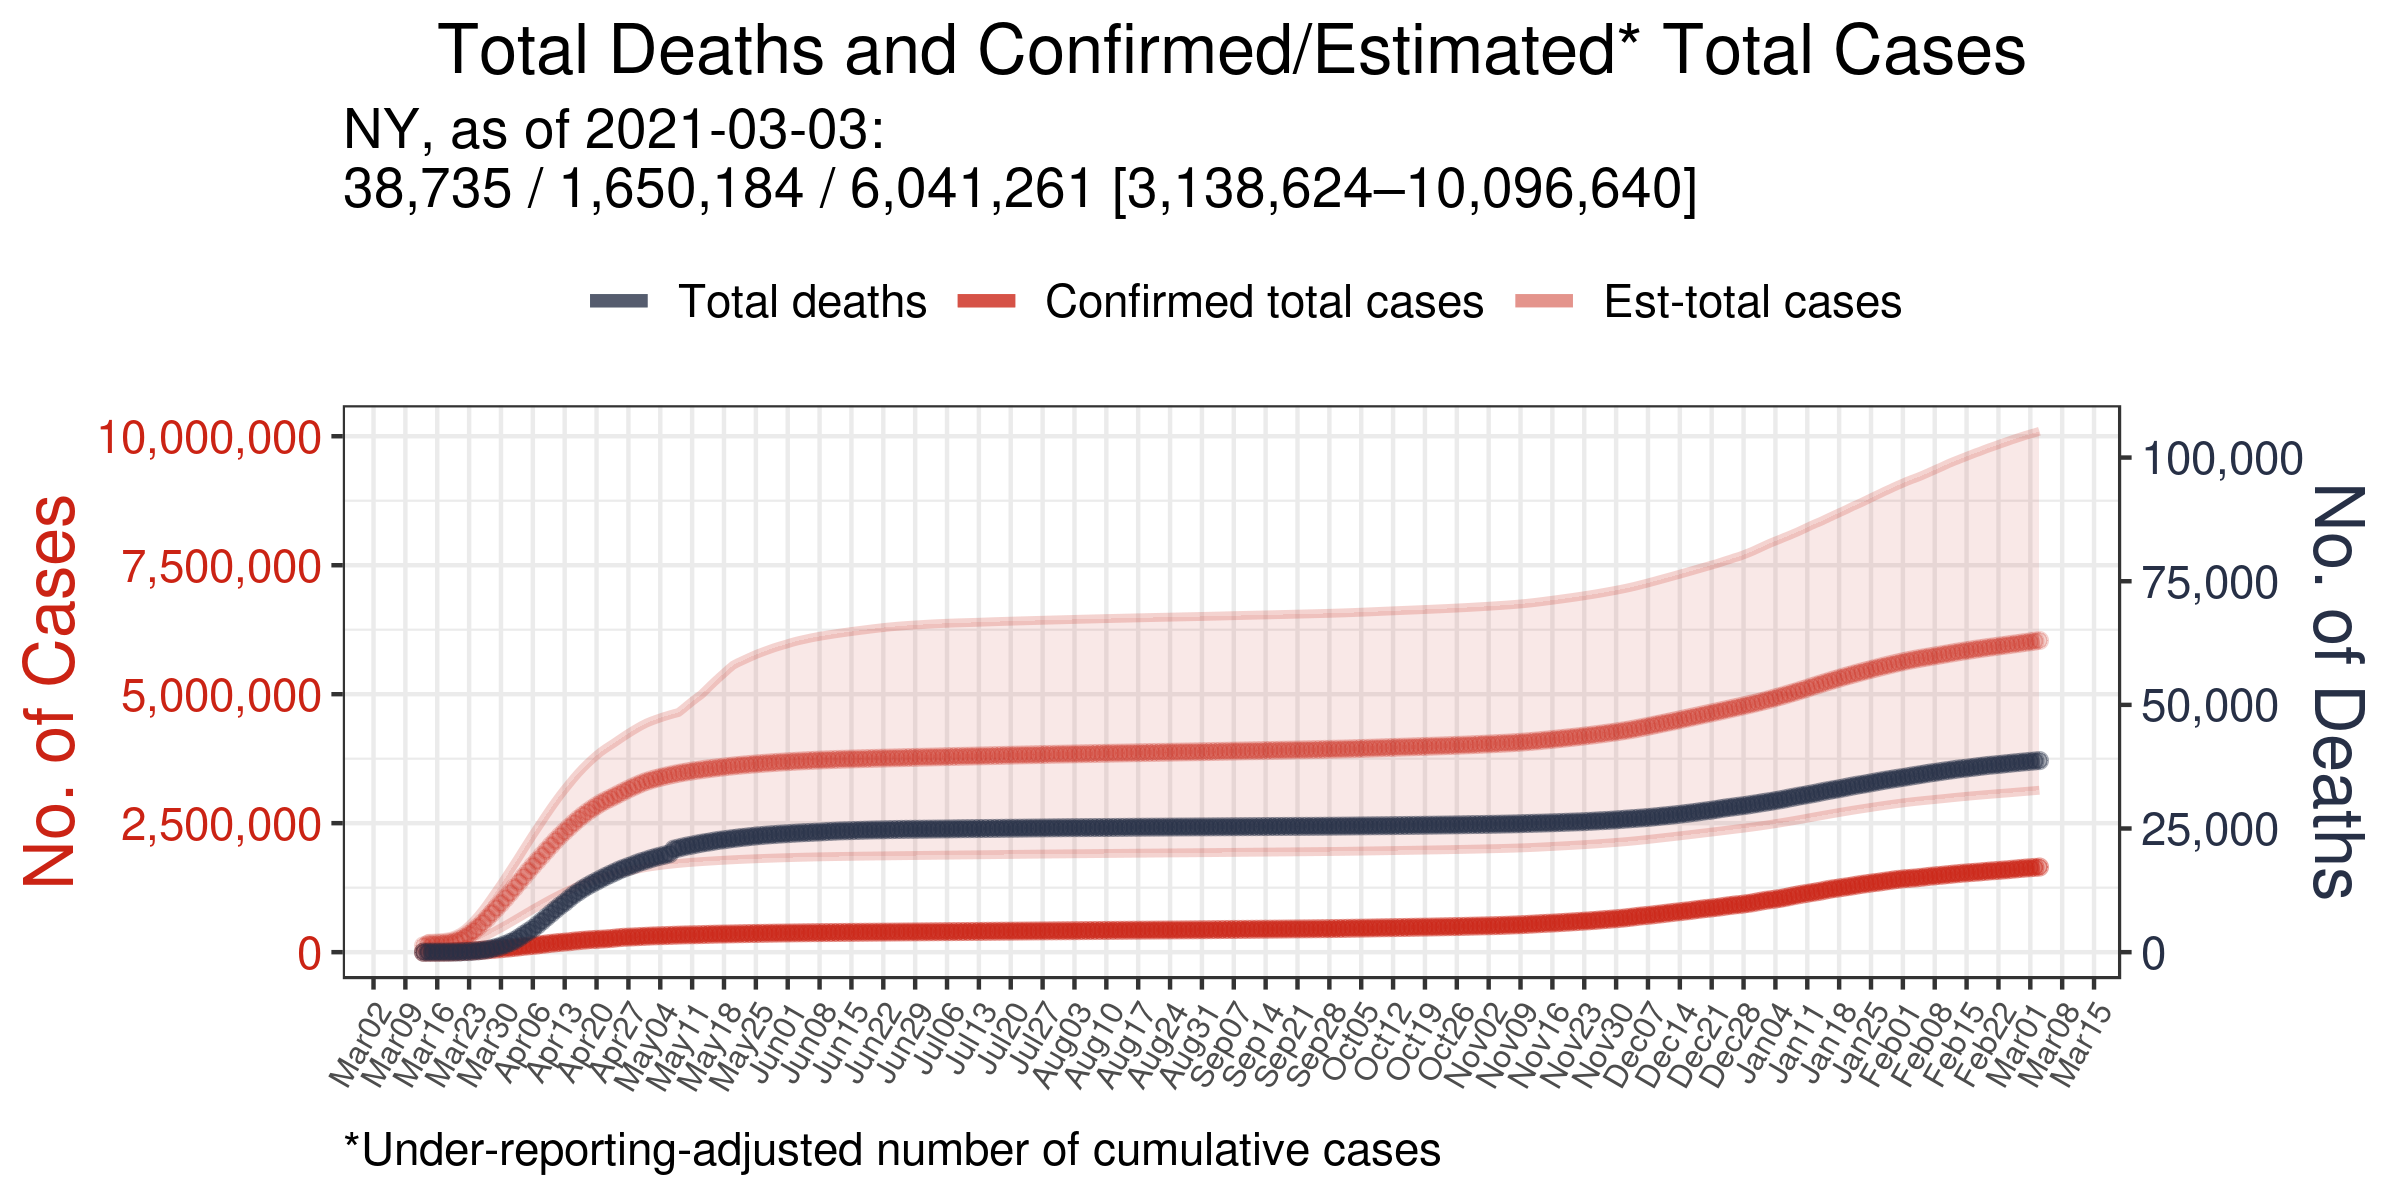 Total Deaths and Confirmed/Estimated* Total Cases
NY, as of 2021-03-03:
38,735 / 1,650,184 / 6,041,261 [3,138,624–10,096,640]
Total deaths
Confirmed total cases
Est-total cases
No. of Cases
10,000,000
7,500,000
5,000,000
2,500,000
0
100,000
75,000
50,000
25,000
0
No. of Deaths
Mar02
Mar09
Mar16
Mar23
Mar30
Apr06
Apr13
Apr20
Apr27
May04
May11
May18
May25
Jun01
Jun08
Jun15
Jun22
Jun29
Jul06
Jul13
Jul20
Jul27
Aug03
Aug10
Aug17
Aug24
Aug31
Sep07
Sep14
Sep21
Sep28
Oct05
Oct12
Oct19
Oct26
Nov02
Nov09
Nov16
Nov23
Nov30
Dec07
Dec14
Dec21
Dec28
Jan04
Jan11
Jan18
Jan25
Feb01
Feb08
Feb15
Feb22
Mar01
Mar08
Mar15
*Under-reporting-adjusted number of cumulative cases